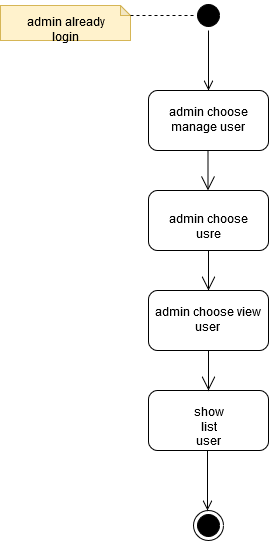 admin already
login
admin choose
manage user
admin choose
usre
admin choose view
user
show
list
user